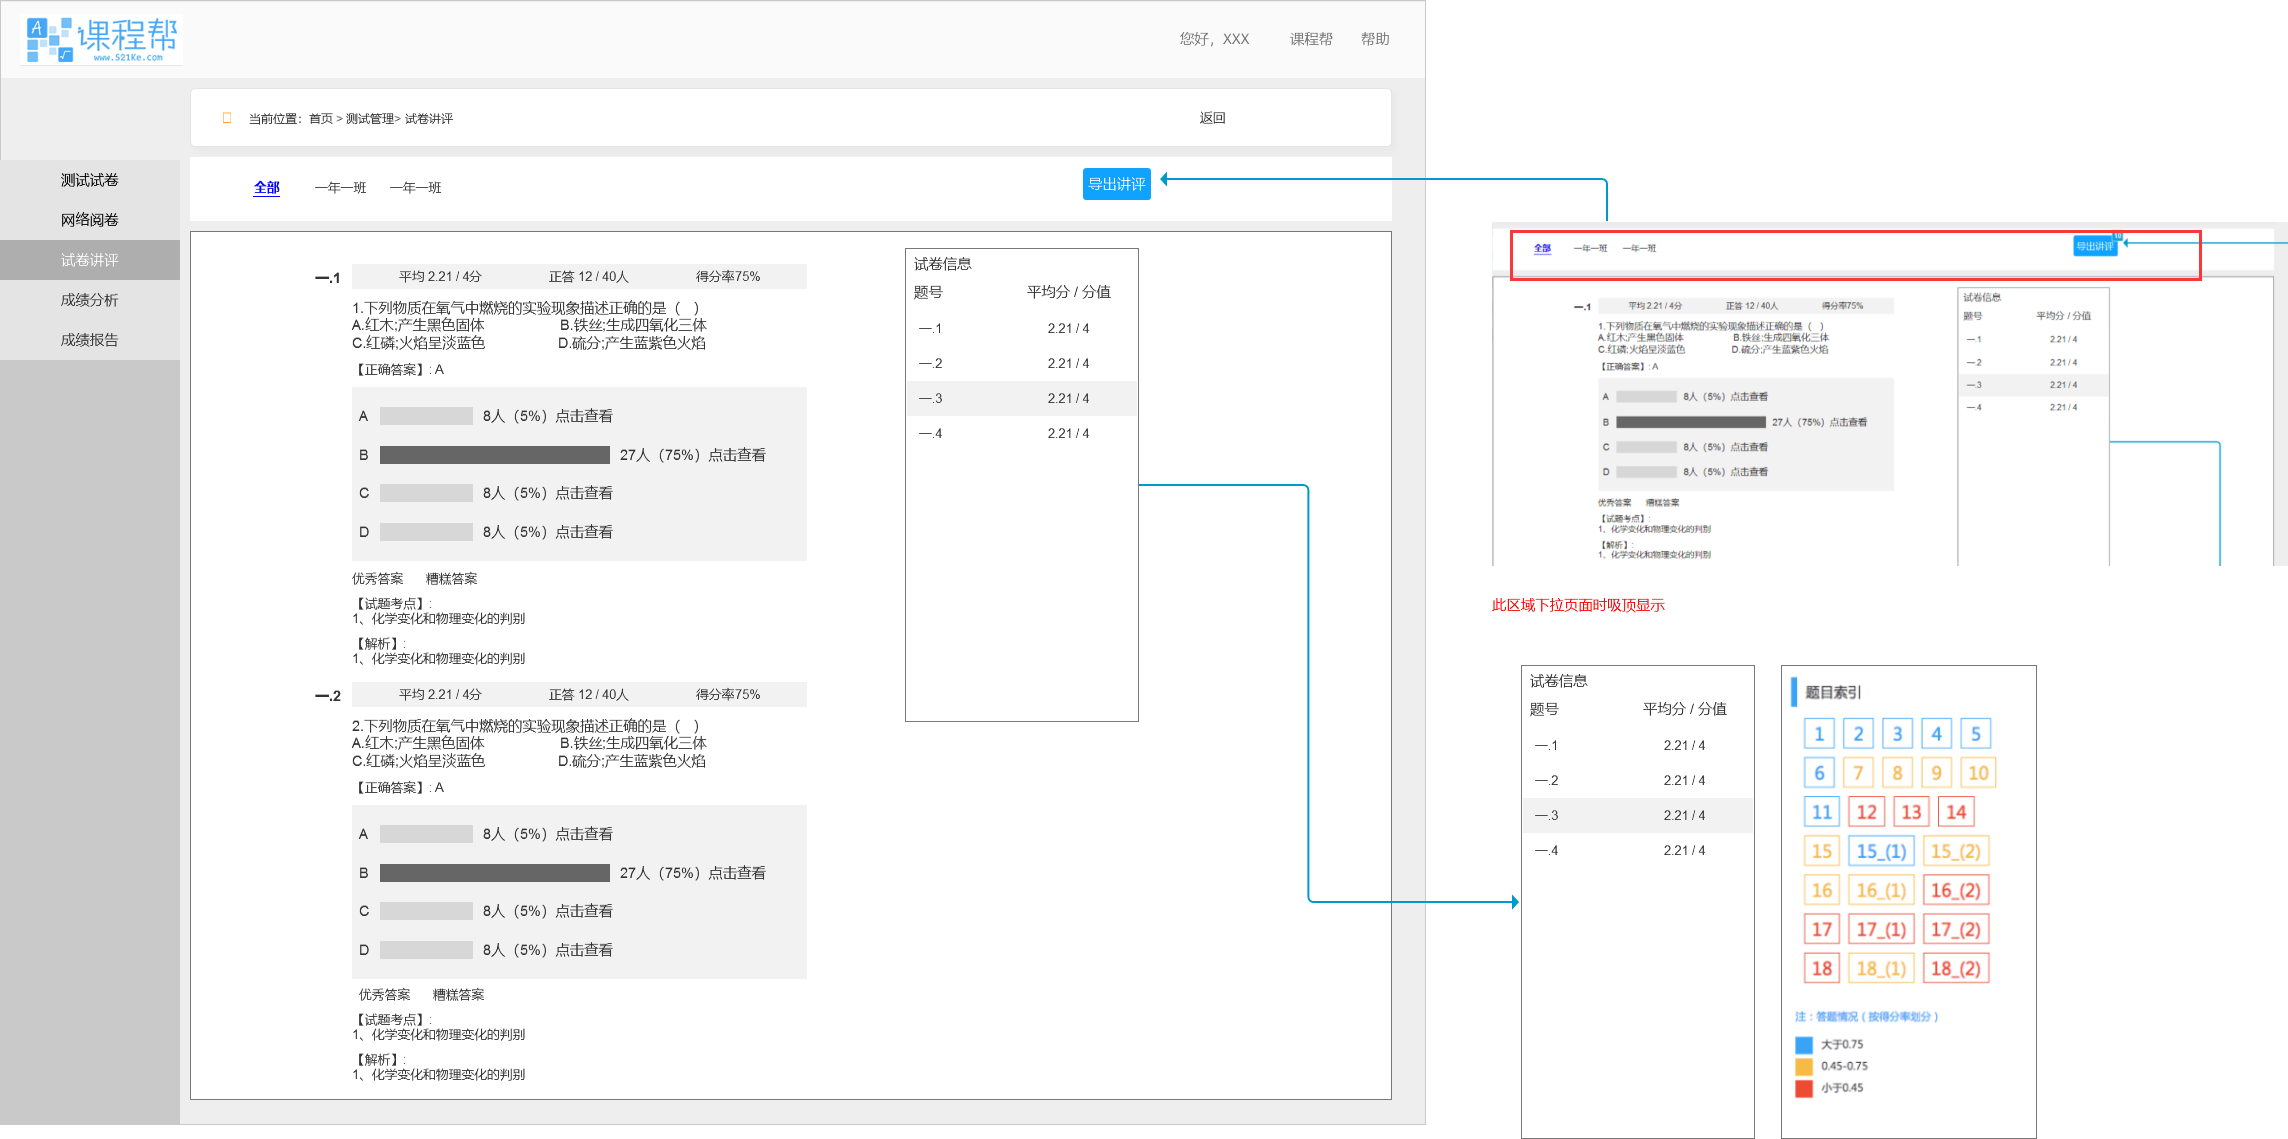 课程帮
www.521Ke.com
您好，XXX 课程帮 帮助
当前位置：首页 > 测试管理> 试卷讲评 返回
测试试卷
网络阅卷
试卷讲评
成绩分析
成绩报告
全部 一年一班 一年一班 导出讲评
一.1 平均 2.21 / 4分 正答 12 / 40人 得分率75%
1.下列物质在氧气中燃烧的实验现象描述正确的是（ ）
A.红木;产生黑色固体 B.铁丝;生成四氧化三体
C.红磷;火焰呈淡蓝色 D.硫分;产生蓝紫色火焰
【正确答案】: A
A 8人（5%）点击查看
B 27人（75%）点击查看
C 8人（5%）点击查看
D 8人（5%）点击查看
优秀答案 糟糕答案
【试题考点】:
1、化学变化和物理变化的判别
【解析】:
1、化学变化和物理变化的判别
一.2 平均 2.21 / 4分 正答 12 / 40人 得分率75%
2.下列物质在氧气中燃烧的实验现象描述正确的是（ ）
A.红木;产生黑色固体 B.铁丝;生成四氧化三体
C.红磷;火焰呈淡蓝色 D.硫分;产生蓝紫色火焰
【正确答案】: A
A 8人（5%）点击查看
B 27人（75%）点击查看
C 8人（5%）点击查看
D 8人（5%）点击查看
优秀答案 糟糕答案
【试题考点】:
1、化学变化和物理变化的判别
【解析】:
1、化学变化和物理变化的判别
试卷信息
题号 平均分 / 分值
一.1 2.21 / 4
一.2 2.21 / 4
一.3 2.21 / 4
一.4 2.21 / 4
全部 一年一班 一年一班 导出讲评
一.1 平均 2.21 / 4分 正答 12 / 40人 得分率75%
1.下列物质在氧气中燃烧的实验现象描述正确的是（ ）
A.红木;产生黑色固体 B.铁丝;生成四氧化三体
C.红磷;火焰呈淡蓝色 D.硫分;产生蓝紫色火焰
【正确答案】: A
A 8人（5%）点击查看
B 27人（75%）点击查看
C 8人（5%）点击查看
D 8人（5%）点击查看
优秀答案 糟糕答案
【试题考点】:
1、化学变化和物理变化的判别
【解析】:
1、化学变化和物理变化的判别
试卷信息
题号 平均分 / 分值
一.1 2.21 / 4
一.2 2.21 / 4
一.3 2.21 / 4
一.4 2.21 / 4
此区域下拉页面时吸顶显示
试卷信息
题号 平均分 / 分值
一.1 2.21 / 4
一.2 2.21 / 4
一.3 2.21 / 4
一.4 2.21 / 4
题目索引
1 2 3 4 5
6 7 8 9 10
11 12 13 14
15 15_(1) 15_(2)
16 16_(1) 16_(2)
17 17_(1) 17_(2)
18 18_(1) 18_(2)
注：答题情况（按得分率划分）
大于0.75
0.45-0.75
小于0.45